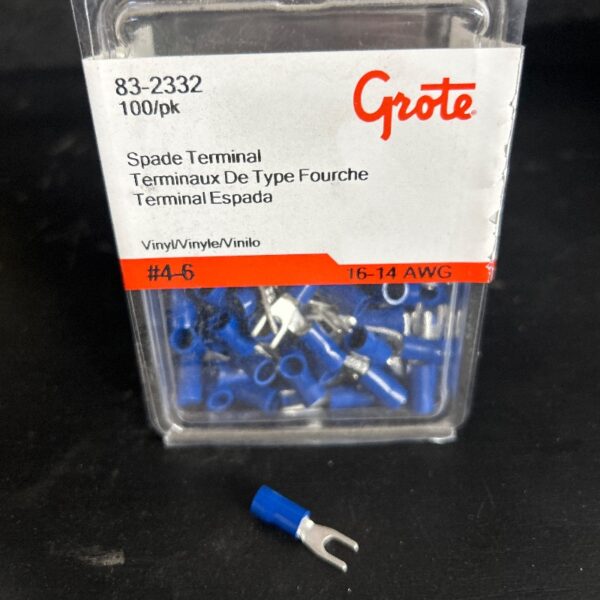 83-2332
100/pk
Grote
Spade Terminal
Terminaux De Type Fourche
Terminal Espada
Vinyl/Vinyle/Vinilo
#4-6 16-14 AWG